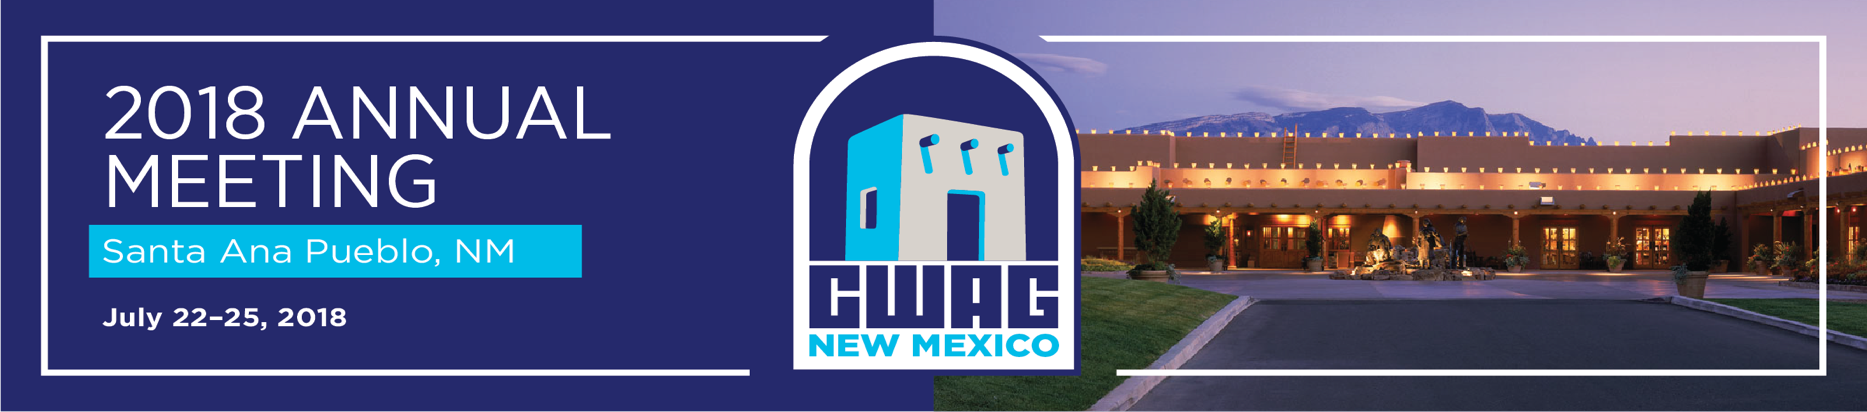 2018 ANNUAL
MEETING
Santa Ana Pueblo, NM
July 22–25, 2018
CWAG
NEW MEXICO